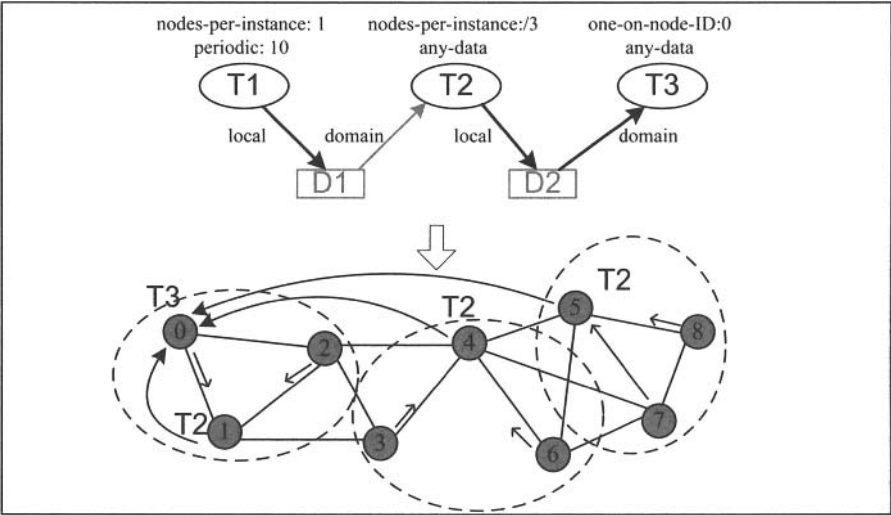 nodes-per-instance: 1 nodes-per-instance:/3 one-on-node-ID:0
periodic: 10 any-data any-data
T1 T2 T3
local domain local domain
D1 D2
T3 T2 T2
0 2 4 5 8
T2 1 3 6 7